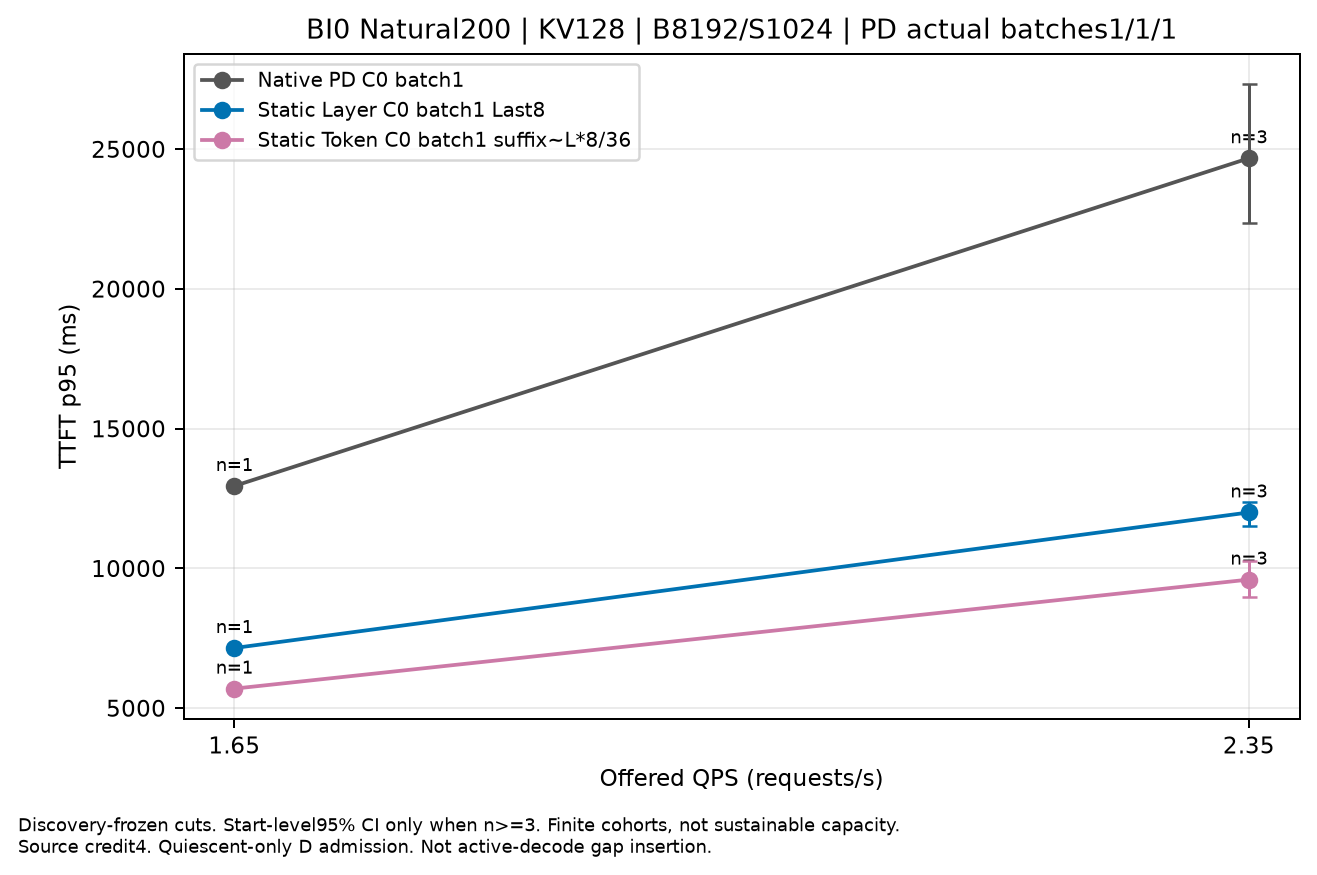 BI0 Natural200 | KV128 | B8192/S1024 | PD actual batches1/1/1
Native PD C0 batch1
Static Layer C0 batch1 Last8
Static Token C0 batch1 suffix~L*8/36
TTFT p95 (ms)
25000
20000
15000
10000
5000
n=1
n=1
n=1
n=3
n=3
n=3
1.65
2.35
Offered QPS (requests/s)
Discovery-frozen cuts. Start-level95% CI only when n>=3. Finite cohorts, not sustainable capacity.
Source credit4. Quiescent-only D admission. Not active-decode gap insertion.